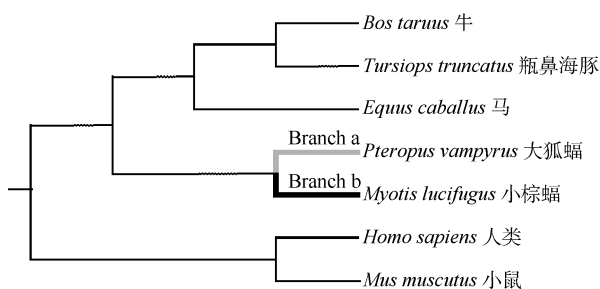 Bos taruus 牛
Tursiops truncatus 瓶鼻海豚
Equus caballus 马
Branch a
Pteropus vampyrus 大狐蝠
Branch b
Myotis lucifugus 小棕蝠
Homo sapiens 人类
Mus muscutus 小鼠